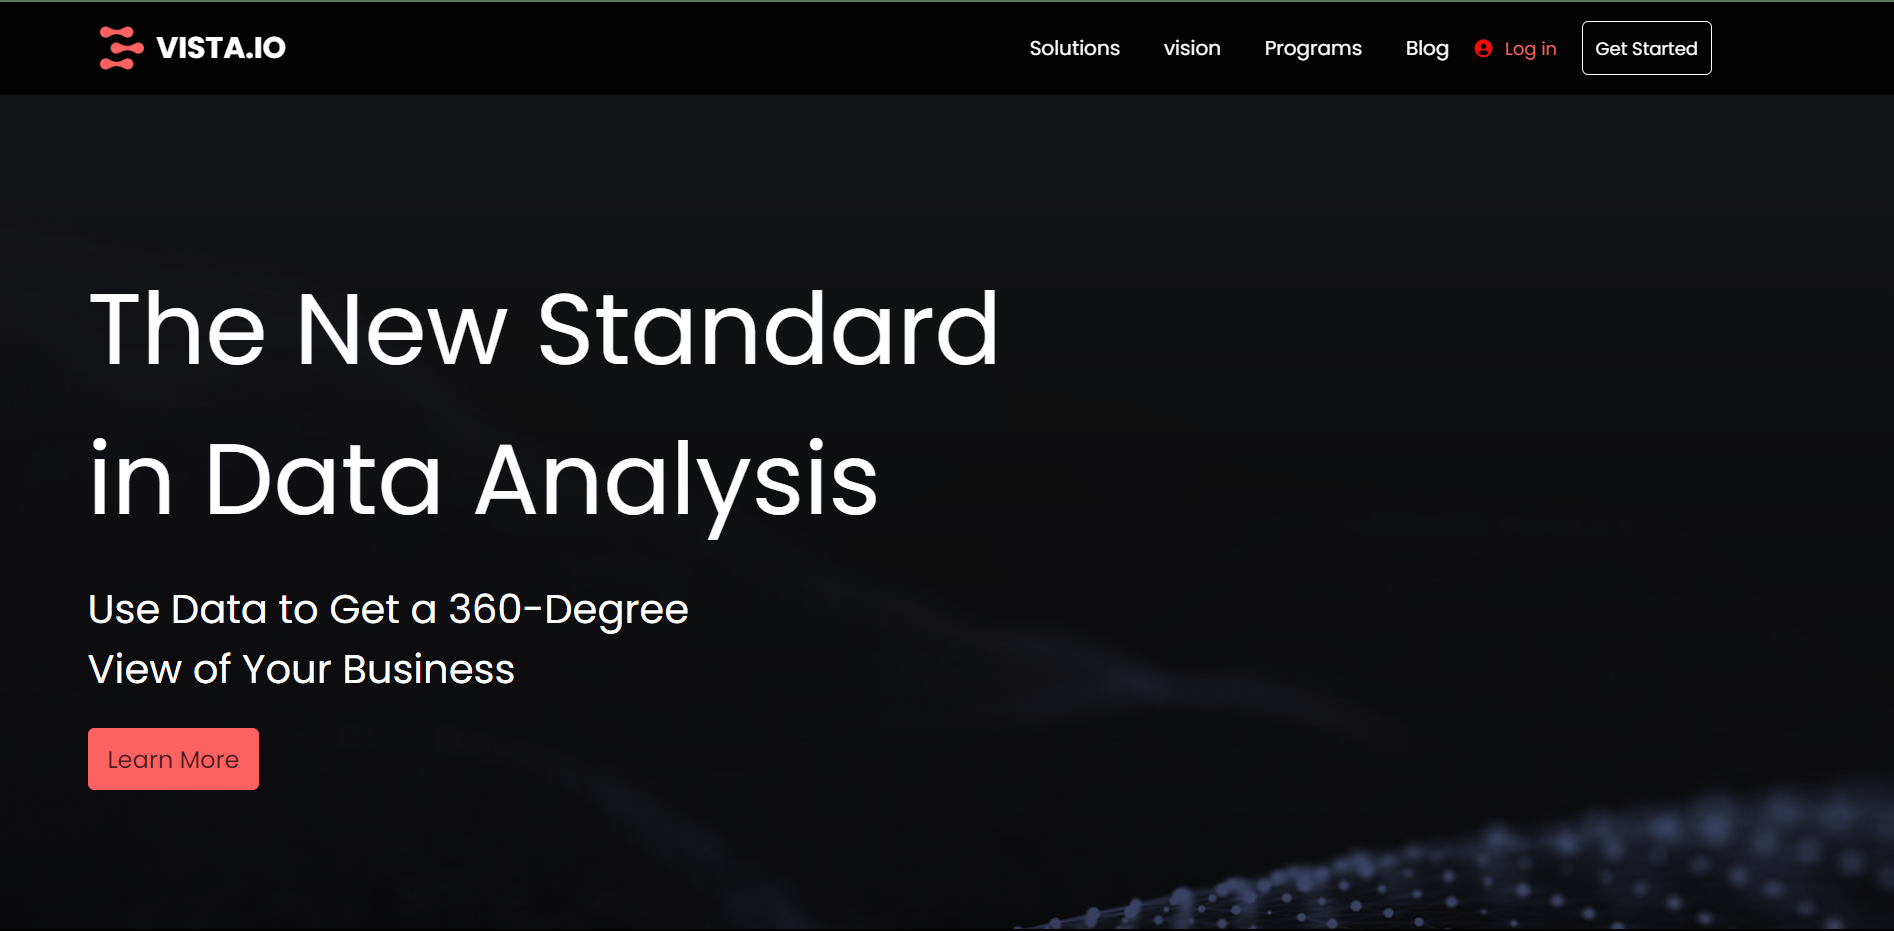 VISTA.IO
Solutions
vision
Programs
Blog
Log in
Get Started
The New Standard
in Data Analysis
Use Data to Get a 360-Degree
View of Your Business
Learn More